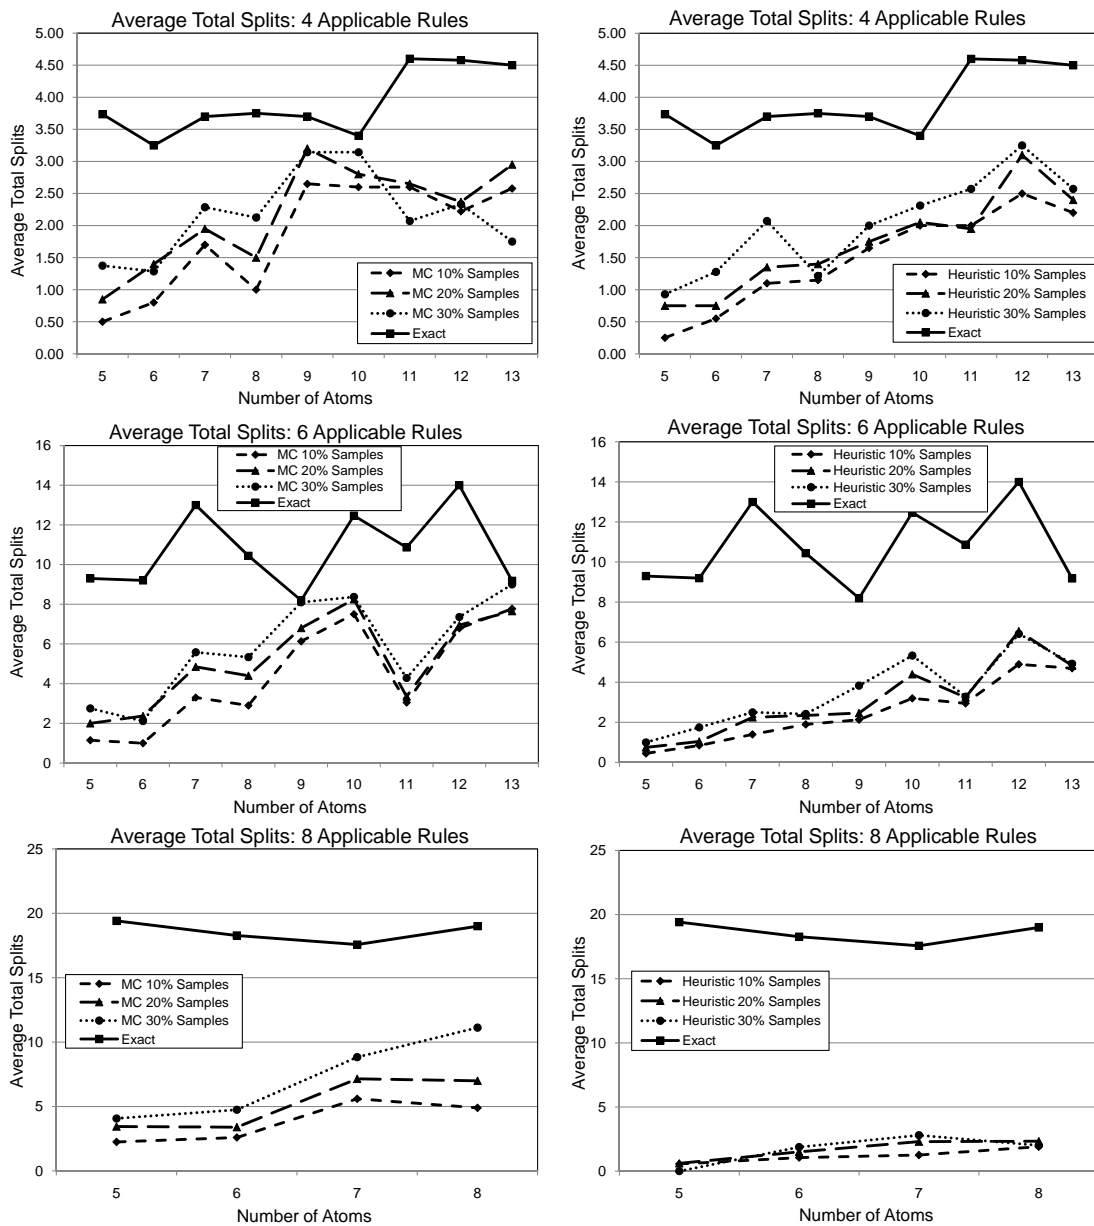 Average Total Splits: 4 Applicable Rules
5.00
4.50
4.00
3.50
3.00
2.50
2.00
1.50
1.00
0.50
0.00
Average Total Splits
MC 10% Samples
MC 20% Samples
MC 30% Samples
Exact
5 6 7 8 9 10 11 12 13
Number of Atoms
Average Total Splits: 4 Applicable Rules
5.00
4.50
4.00
3.50
3.00
2.50
2.00
1.50
1.00
0.50
0.00
Average Total Splits
Heuristic 10% Samples
Heuristic 20% Samples
Heuristic 30% Samples
Exact
5 6 7 8 9 10 11 12 13
Number of Atoms
Average Total Splits: 6 Applicable Rules
16
14
12
10
8
6
4
2
0
Average Total Splits
MC 10% Samples
MC 20% Samples
MC 30% Samples
Exact
5 6 7 8 9 10 11 12 13
Number of Atoms
Average Total Splits: 6 Applicable Rules
16
14
12
10
8
6
4
2
0
Average Total Splits
Heuristic 10% Samples
Heuristic 20% Samples
Heuristic 30% Samples
Exact
5 6 7 8 9 10 11 12 13
Number of Atoms
Average Total Splits: 8 Applicable Rules
25
20
15
10
5
0
Average Total Splits
MC 10% Samples
MC 20% Samples
MC 30% Samples
Exact
5 6 7 8
Number of Atoms
Average Total Splits: 8 Applicable Rules
25
20
15
10
5
0
Average Total Splits
Heuristic 10% Samples
Heuristic 20% Samples
Heuristic 30% Samples
Exact
5 6 7 8
Number of Atoms